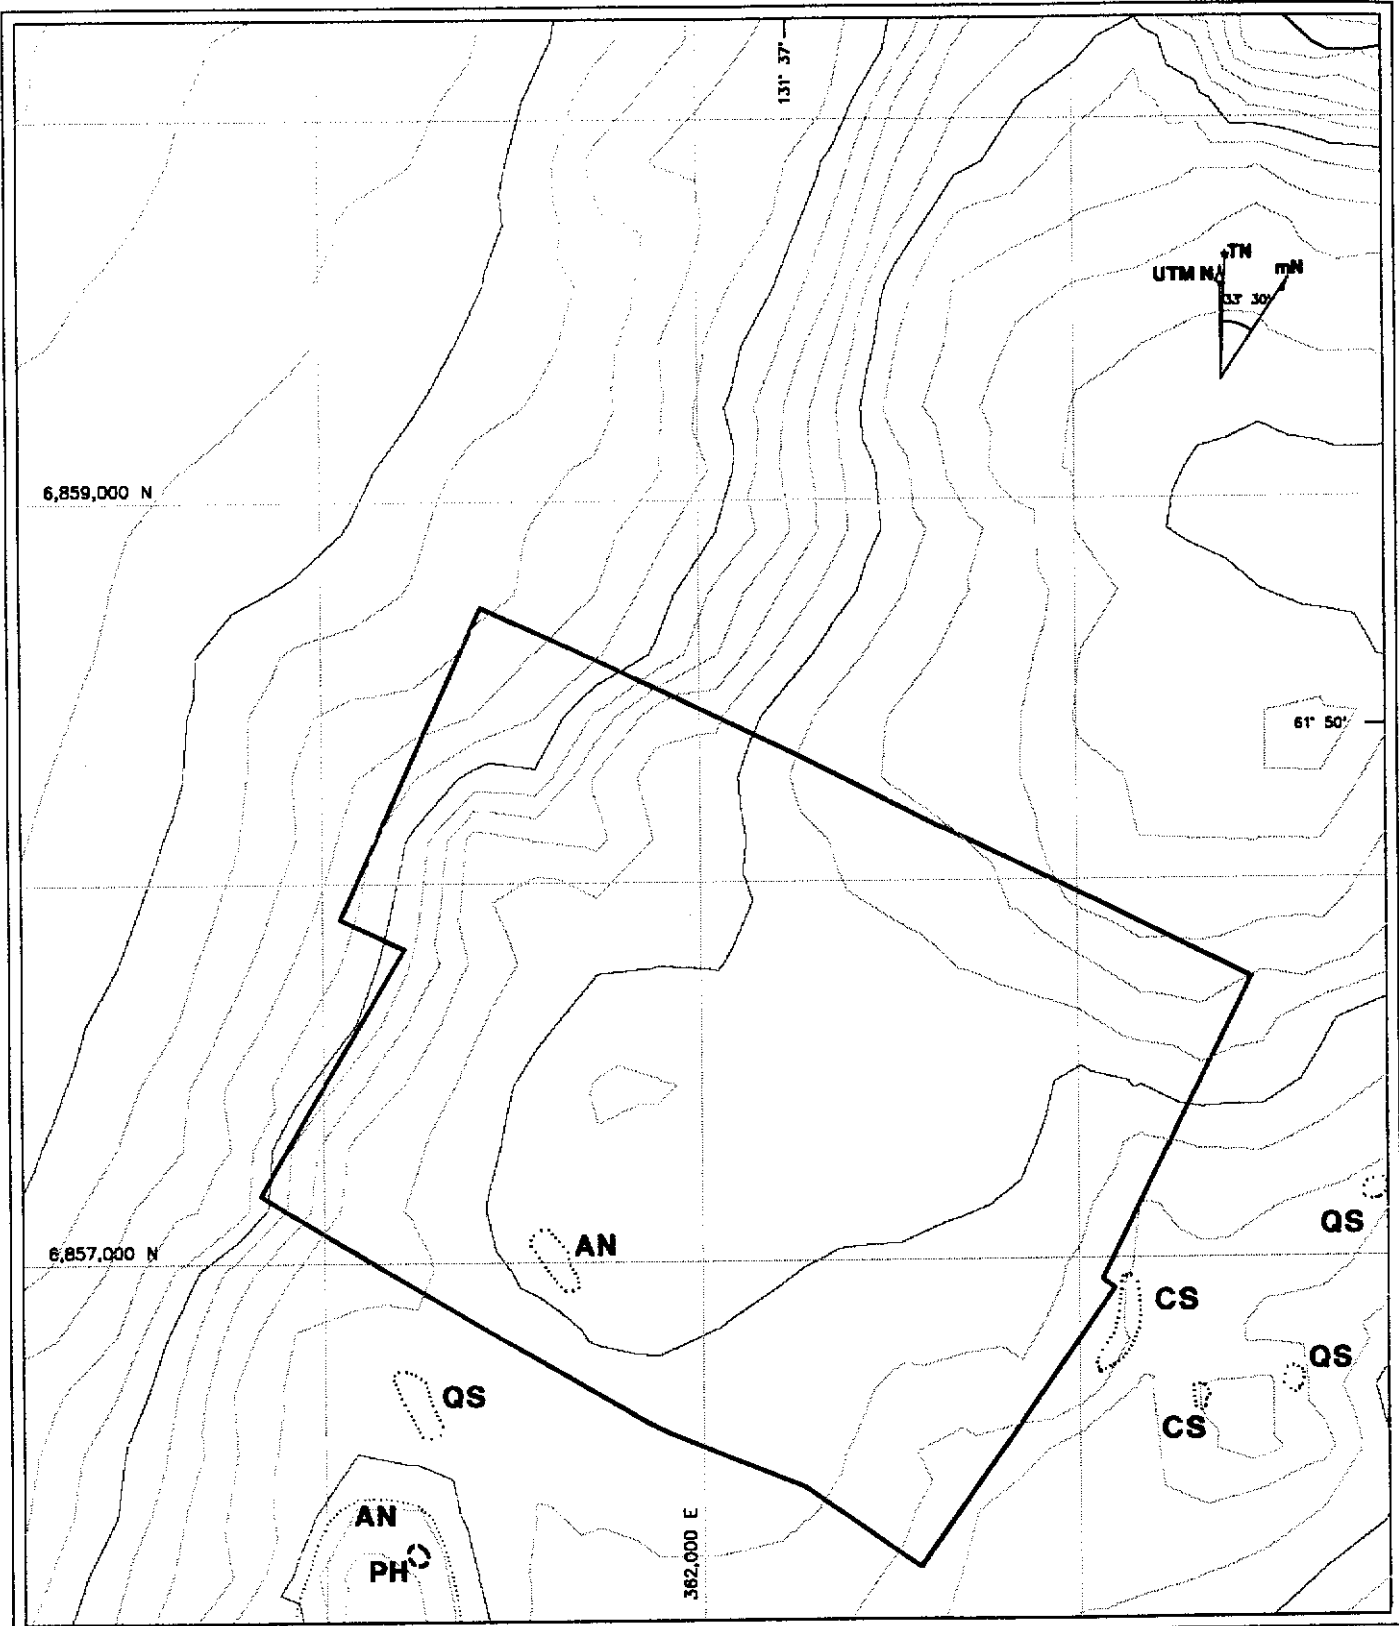 131° 37'
TN
UTM N
mN
33° 30'
6,859,000 N
61° 50'
QS
6,857,000 N
AN
CS
QS
QS
CS
AN
362,000 E
PH